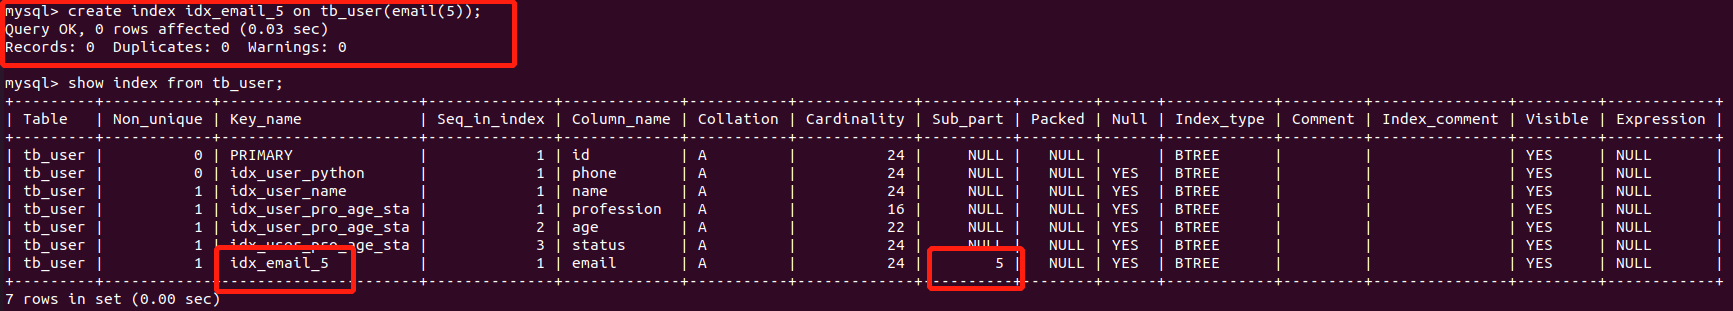 mysql> create index idx_email_5 on tb_user(email(5));
Query OK, 0 rows affected (0.03 sec)
Records: 0  Duplicates: 0  Warnings: 0
mysql> show index from tb_user;
+---------+------------+----------------------+--------------+-------------+-----------+-------------+----------+--------+------+------------+---------+---------------+---------+------------+
| Table   | Non_unique | Key_name             | Seq_in_index | Column_name | Collation | Cardinality | Sub_part | Packed | Null | Index_type | Comment | Index_comment | Visible | Expression |
+---------+------------+----------------------+--------------+-------------+-----------+-------------+----------+--------+------+------------+---------+---------------+---------+------------+
| tb_user |          0 | PRIMARY              |            1 | id          | A         |          24 |     NULL |   NULL |      | BTREE      |         |               | YES     | NULL       |
| tb_user |          0 | idx_user_python      |            1 | phone       | A         |          24 |     NULL |   NULL | YES  | BTREE      |         |               | YES     | NULL       |
| tb_user |          1 | idx_user_name        |            1 | name        | A         |          24 |     NULL |   NULL | YES  | BTREE      |         |               | YES     | NULL       |
| tb_user |          1 | idx_user_pro_age_sta |            1 | profession  | A         |          16 |     NULL |   NULL | YES  | BTREE      |         |               | YES     | NULL       |
| tb_user |          1 | idx_user_pro_age_sta |            2 | age         | A         |          22 |     NULL |   NULL | YES  | BTREE      |         |               | YES     | NULL       |
| tb_user |          1 | idx_user_pro_age_sta |            3 | status      | A         |          24 |     NULL |   NULL | YES  | BTREE      |         |               | YES     | NULL       |
| tb_user |          1 | idx_email_5          |            1 | email       | A         |          24 |        5 |   NULL | YES  | BTREE      |         |               | YES     | NULL       |
+---------+------------+----------------------+--------------+-------------+-----------+-------------+----------+--------+------+------------+---------+---------------+---------+------------+
7 rows in set (0.00 sec)